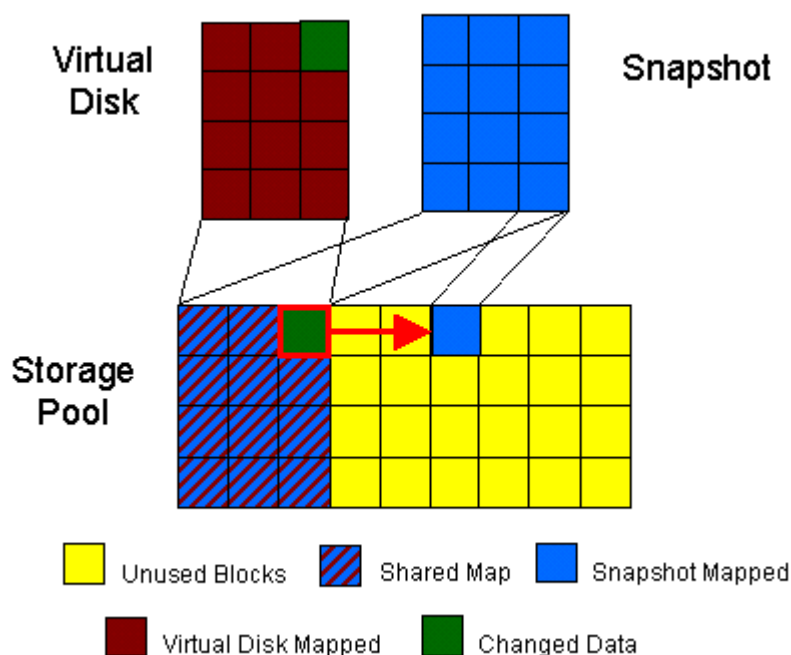 Virtual
Disk
Snapshot
Storage
Pool
Unused Blocks
Shared Map
Snapshot Mapped
Virtual Disk Mapped
Changed Data